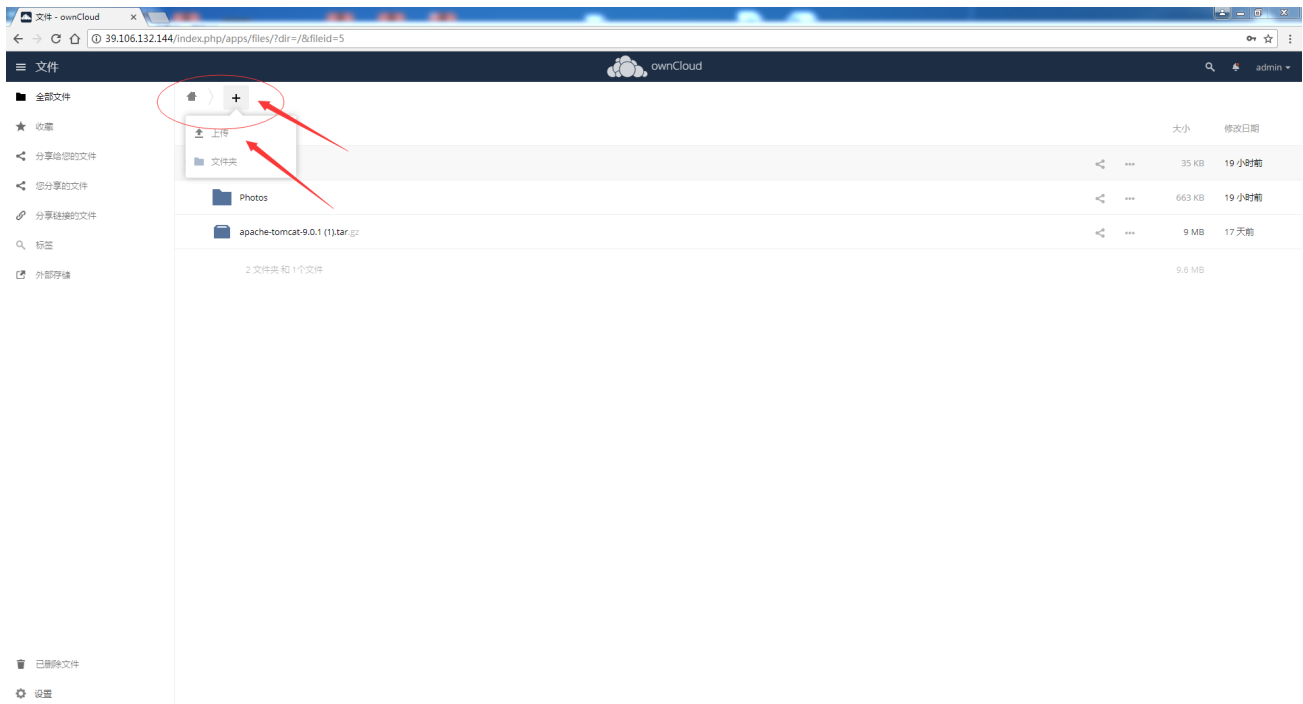 文件 - ownCloud
39.106.132.144/index.php/apps/files/?dir=/&fileid=5
文件
ownCloud
admin
全部文件
收藏
分享给您的文件
您分享的文件
分享链接的文件
标签
外部存储
已删除文件
设置
+
上传
文件夹
大小 修改日期
35 KB 19 小时前
Photos 663 KB 19 小时前
apache-tomcat-9.0.1 (1).tar.gz 9 MB 17 天前
2 文件夹 和 1个文件 9.6 MB